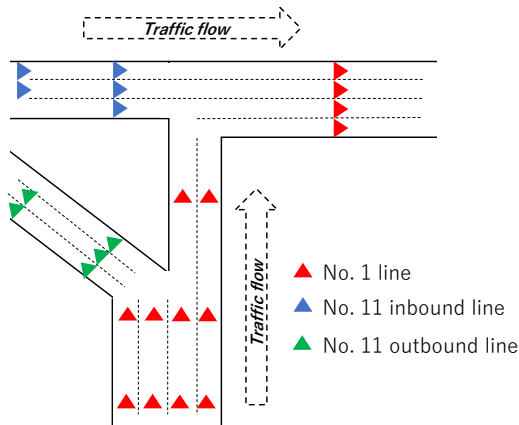 Traffic flow
Traffic flow
No. 1 line
No. 11 inbound line
No. 11 outbound line